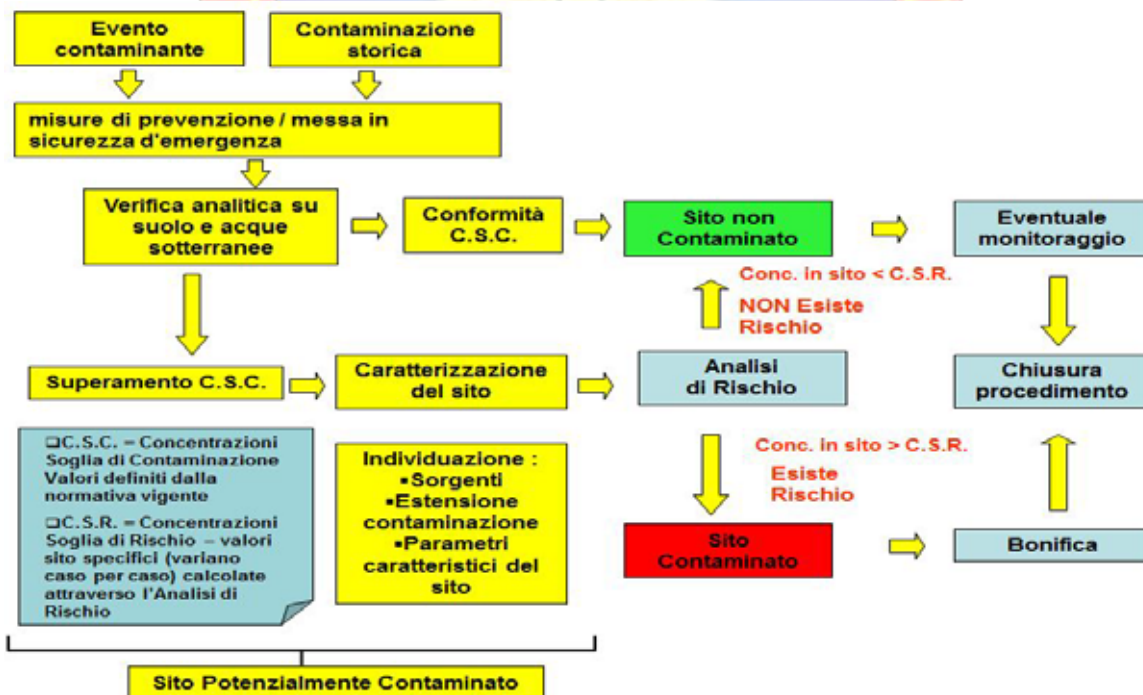 Evento
contaminante
Contaminazione
storica
misure di prevenzione / messa in
sicurezza d'emergenza
Verifica analitica su
suolo e acque
sotterranee
Conformità
C.S.C.
Sito non
Contaminato
Eventuale
monitoraggio
Conc. in sito < C.S.R.
NON Esiste
Rischio
Superamento C.S.C.
Caratterizzazione
del sito
Analisi
di Rischio
Chiusura
procedimento
❑C.S.C. = Concentrazioni
Soglia di Contaminazione
Valori definiti dalla
normativa vigente
❑C.S.R. = Concentrazioni
Soglia di Rischio – valori
sito specifici (variano
caso per caso) calcolate
attraverso l'Analisi di
Rischio
Individuazione :
▪Sorgenti
▪Estensione
contaminazione
▪Parametri
caratteristici del
sito
Conc. in sito > C.S.R.
Esiste
Rischio
Sito
Contaminato
Bonifica
Sito Potenzialmente Contaminato